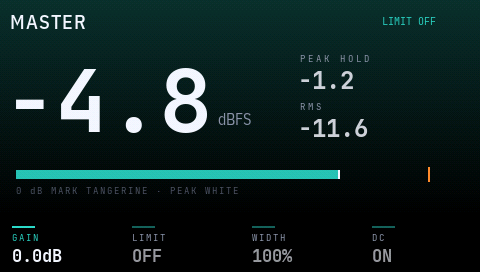 MASTER
LIMIT OFF
-4.8 dBFS
PEAK HOLD
-1.2
RMS
-11.6
0 dB MARK TANGERINE · PEAK WHITE
GAIN LIMIT WIDTH DC
0.0dB OFF 100% ON